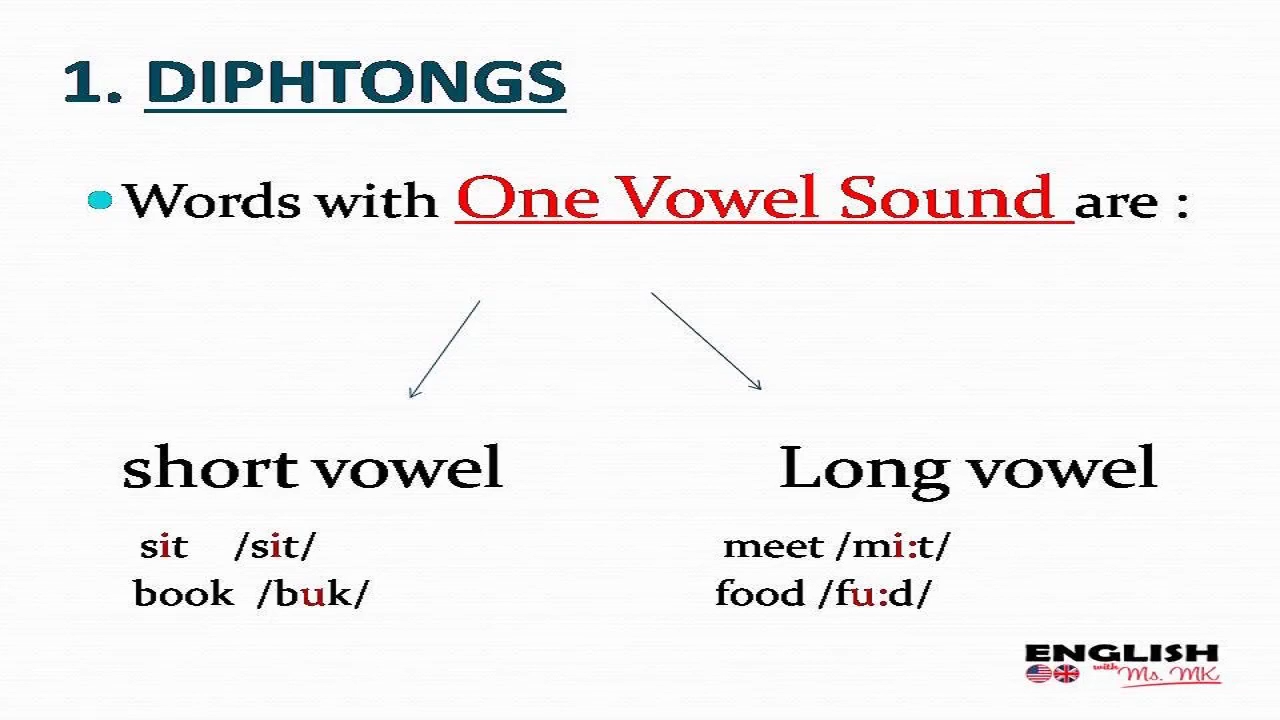 1. DIPHTONGS
• Words with One Vowel Sound are :
short vowel Long vowel
sit /sit/ meet /mi:t/
book /buk/ food /fu:d/
ENGLISH
with Ms. MK